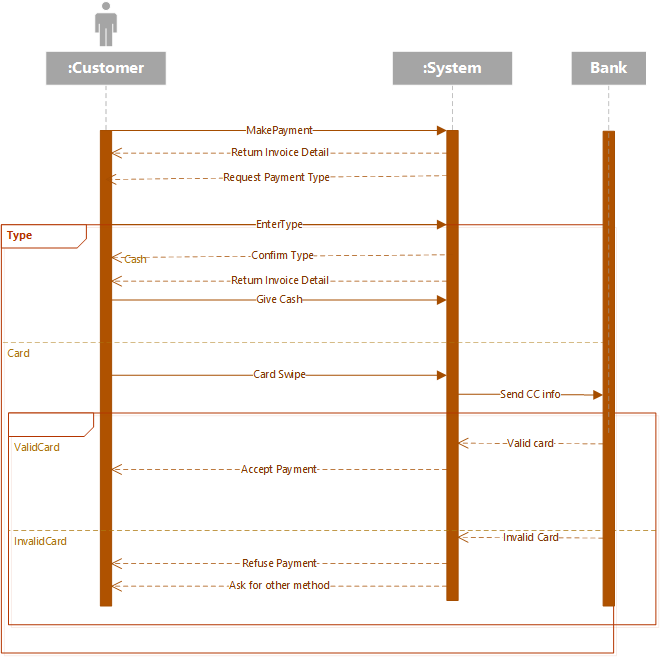 :Customer
:System
Bank
MakePayment
Return Invoice Detail
Request Payment Type
EnterType
Type
Confirm Type
Cash
Return Invoice Detail
Give Cash
Card
Card Swipe
Send CC info
ValidCard
Valid card
Accept Payment
InvalidCard
Invalid Card
Refuse Payment
Ask for other method